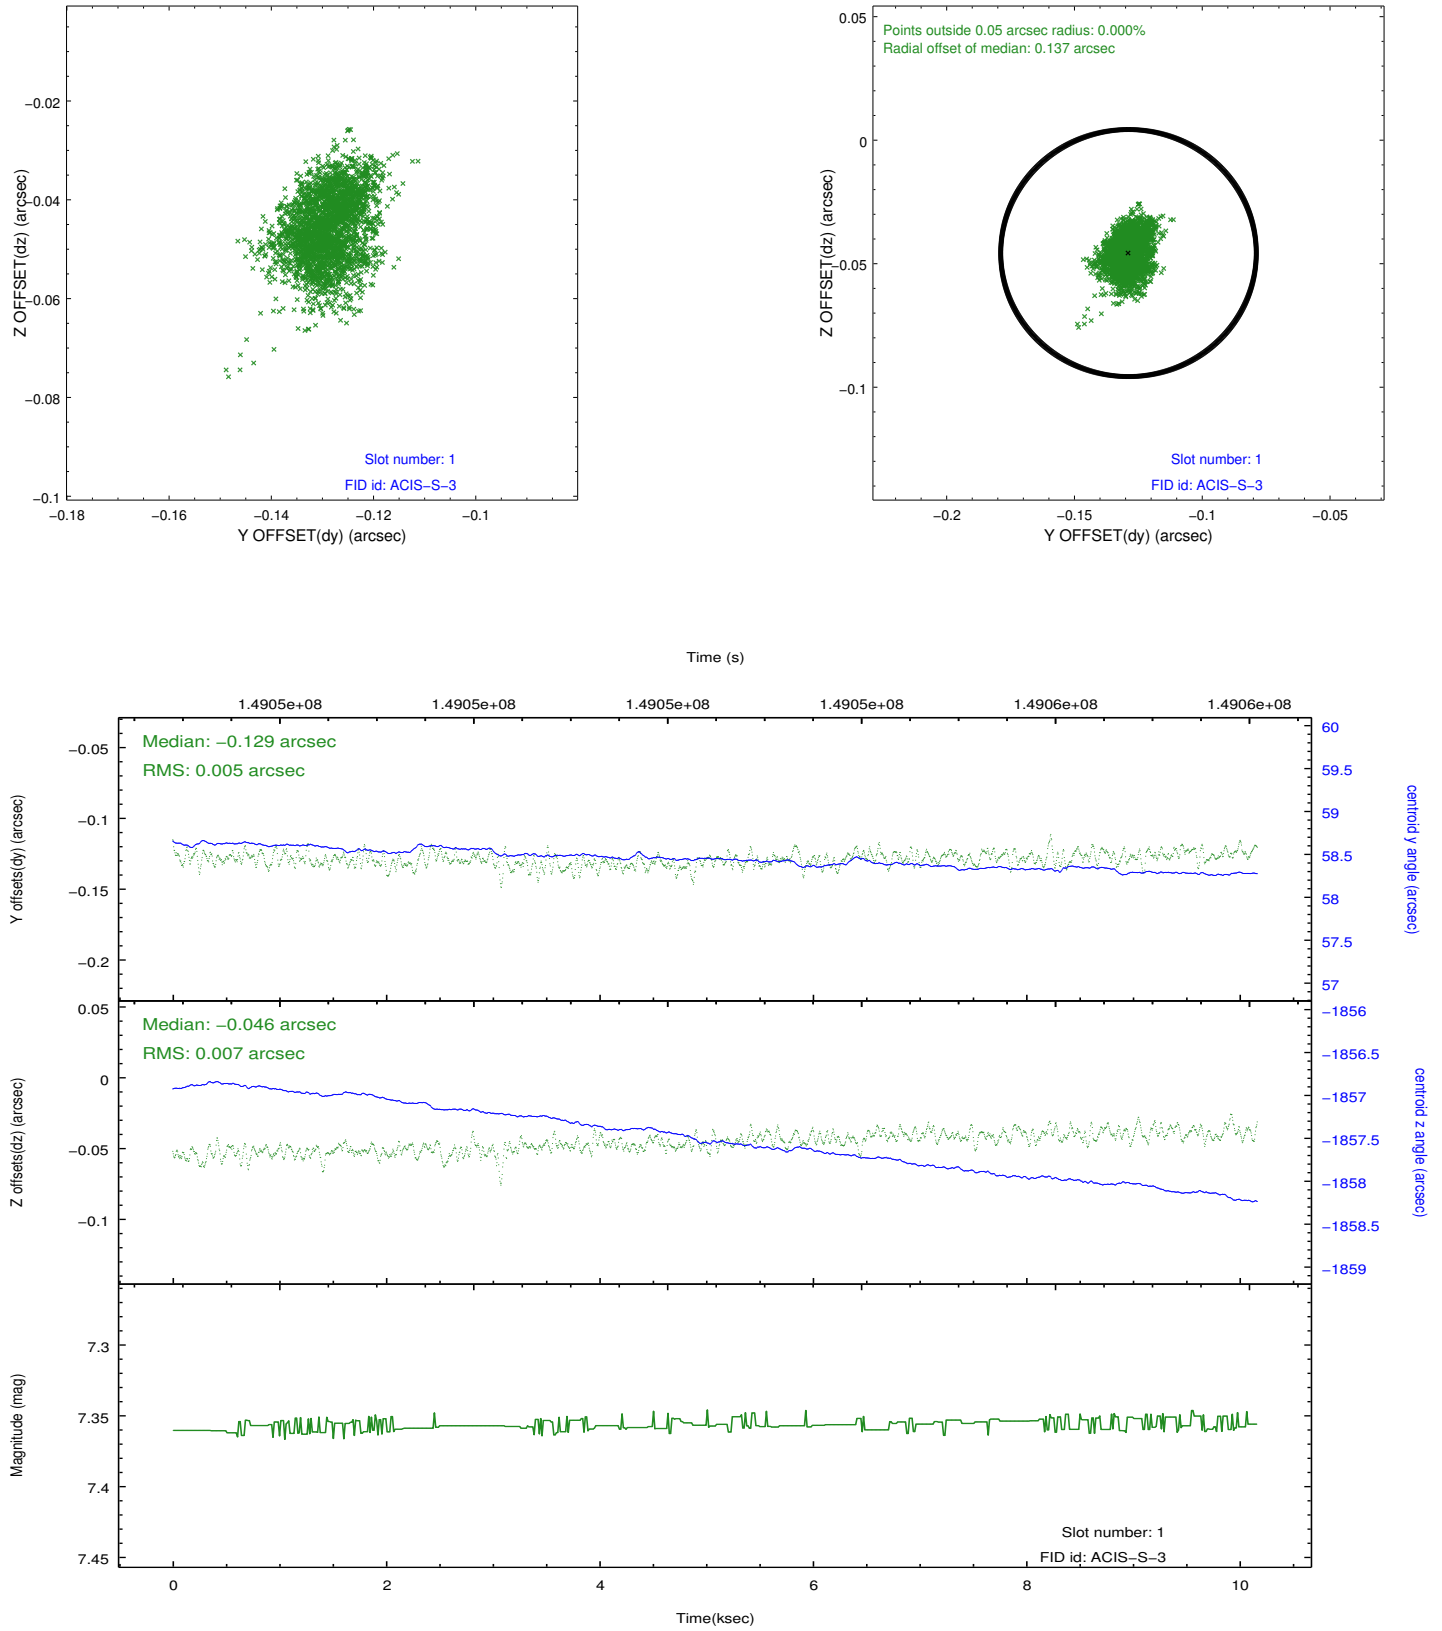 −0.02
−0.04
−0.06
−0.08
−0.1
Z OFFSET(dz) (arcsec)
Slot number: 1
FID id: ACIS−S−3
−0.18 −0.16 −0.14 −0.12 −0.1
Y OFFSET(dy) (arcsec)
Points outside 0.05 arcsec radius: 0.000%
Radial offset of median: 0.137 arcsec
0.05
0
−0.05
−0.1
Z OFFSET(dz) (arcsec)
Slot number: 1
FID id: ACIS−S−3
−0.2 −0.15 −0.1 −0.05
Y OFFSET(dy) (arcsec)
Time (s)
1.4905e+08 1.4905e+08 1.4905e+08 1.4905e+08 1.4906e+08 1.4906e+08
Median: −0.129 arcsec
RMS: 0.005 arcsec
−0.05
−0.1
−0.15
−0.2
Y offsets(dy) (arcsec)
60
59.5
59
58.5
58
57.5
57
centroid y angle (arcsec)
Median: −0.046 arcsec
RMS: 0.007 arcsec
0.05
0
−0.05
−0.1
Z offsets(dz) (arcsec)
−1856
−1856.5
−1857
−1857.5
−1858
−1858.5
−1859
centroid z angle (arcsec)
7.3
7.35
7.4
7.45
Magnitude (mag)
Slot number: 1
FID id: ACIS−S−3
0 2 4 6 8 10
Time(ksec)